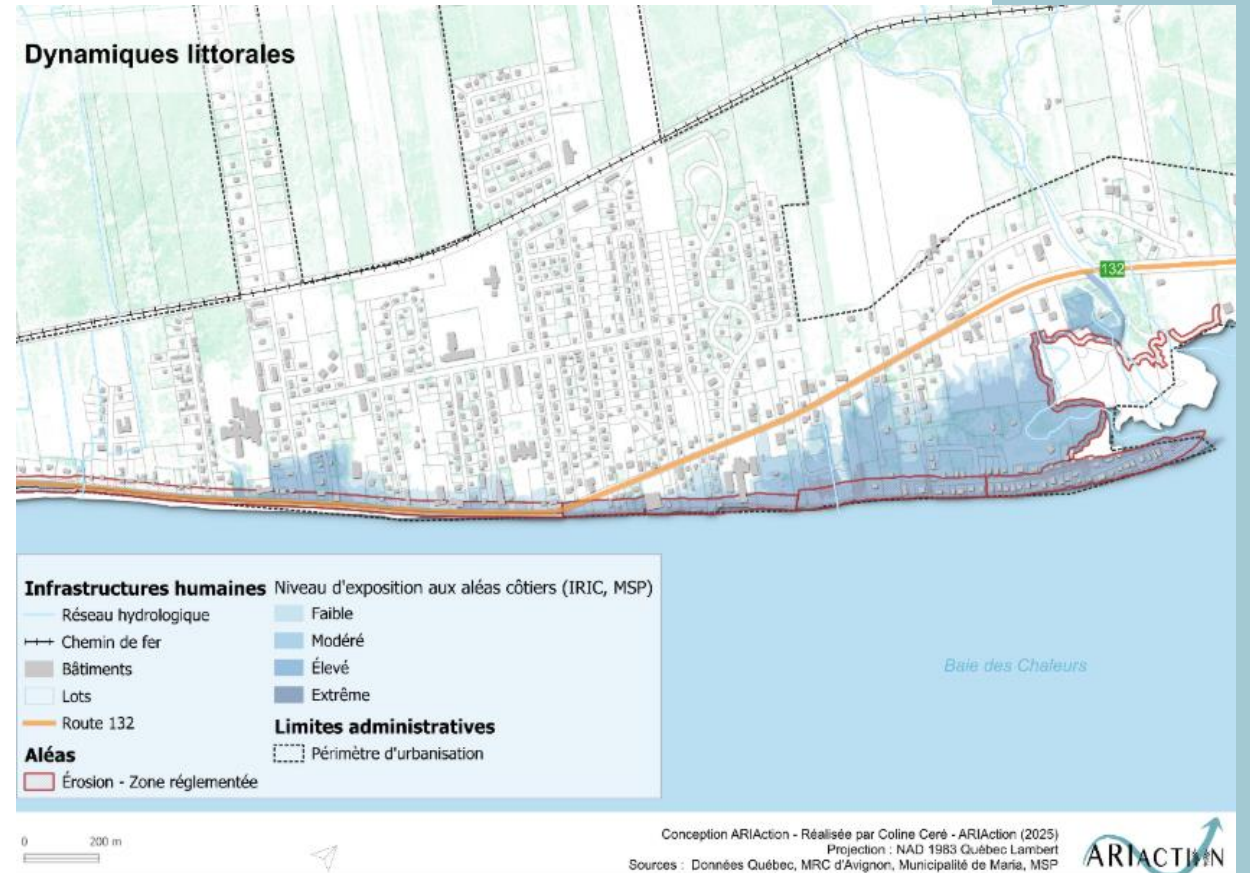 Dynamiques littorales
132
Infrastructures humaines
Réseau hydrologique
Chemin de fer
Bâtiments
Lots
Route 132
Aléas
Érosion - Zone réglementée
Niveau d'exposition aux aléas côtiers (IRIC, MSP)
Faible
Modéré
Élevé
Extrême
Limites administratives
Périmètre d'urbanisation
Baie des Chaleurs
0 200 m
Conception ARIAction - Réalisée par Coline Ceré - ARIAction (2025)
Projection : NAD 1983 Québec Lambert
Sources : Données Québec, MRC d'Avignon, Municipalité de Maria, MSP
ARIACTION